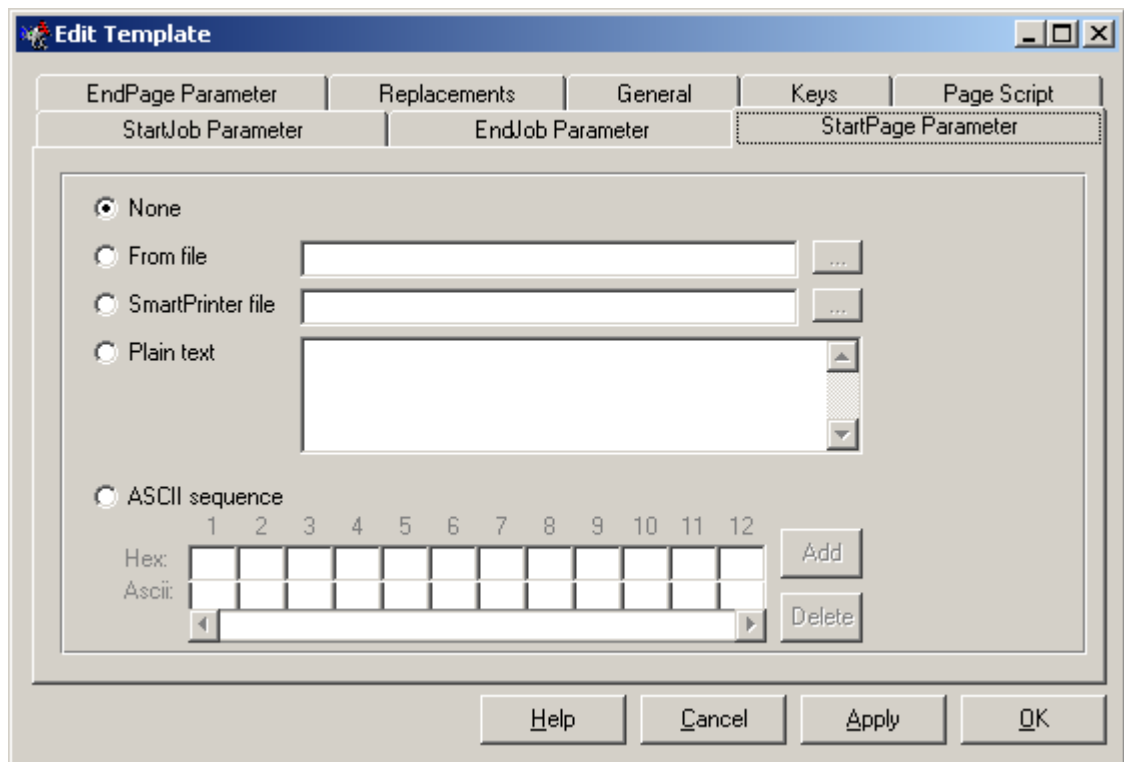 Edit Template
EndPage Parameter Replacements General Keys Page Script
StartJob Parameter EndJob Parameter StartPage Parameter
None
From file ...
SmartPrinter file ...
Plain text
ASCII sequence
1 2 3 4 5 6 7 8 9 10 11 12
Hex: Add
Ascii:
Delete
Help Cancel Apply OK